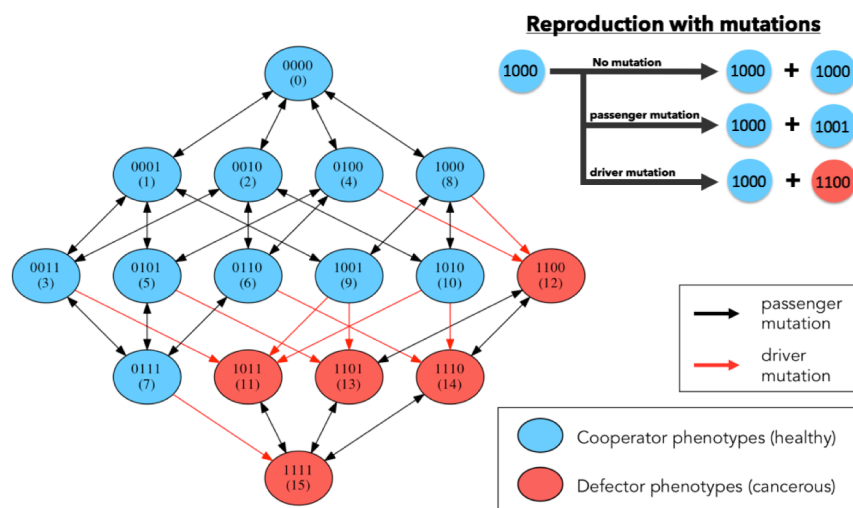 Reproduction with mutations
1000
No mutation
1000 + 1000
passenger mutation
1000 + 1001
driver mutation
1000 + 1100
0000
(0)
0001
(1)
0010
(2)
0100
(4)
1000
(8)
0011
(3)
0101
(5)
0110
(6)
1001
(9)
1010
(10)
1100
(12)
0111
(7)
1011
(11)
1101
(13)
1110
(14)
1111
(15)
passenger
mutation
driver
mutation
Cooperator phenotypes (healthy)
Defector phenotypes (cancerous)